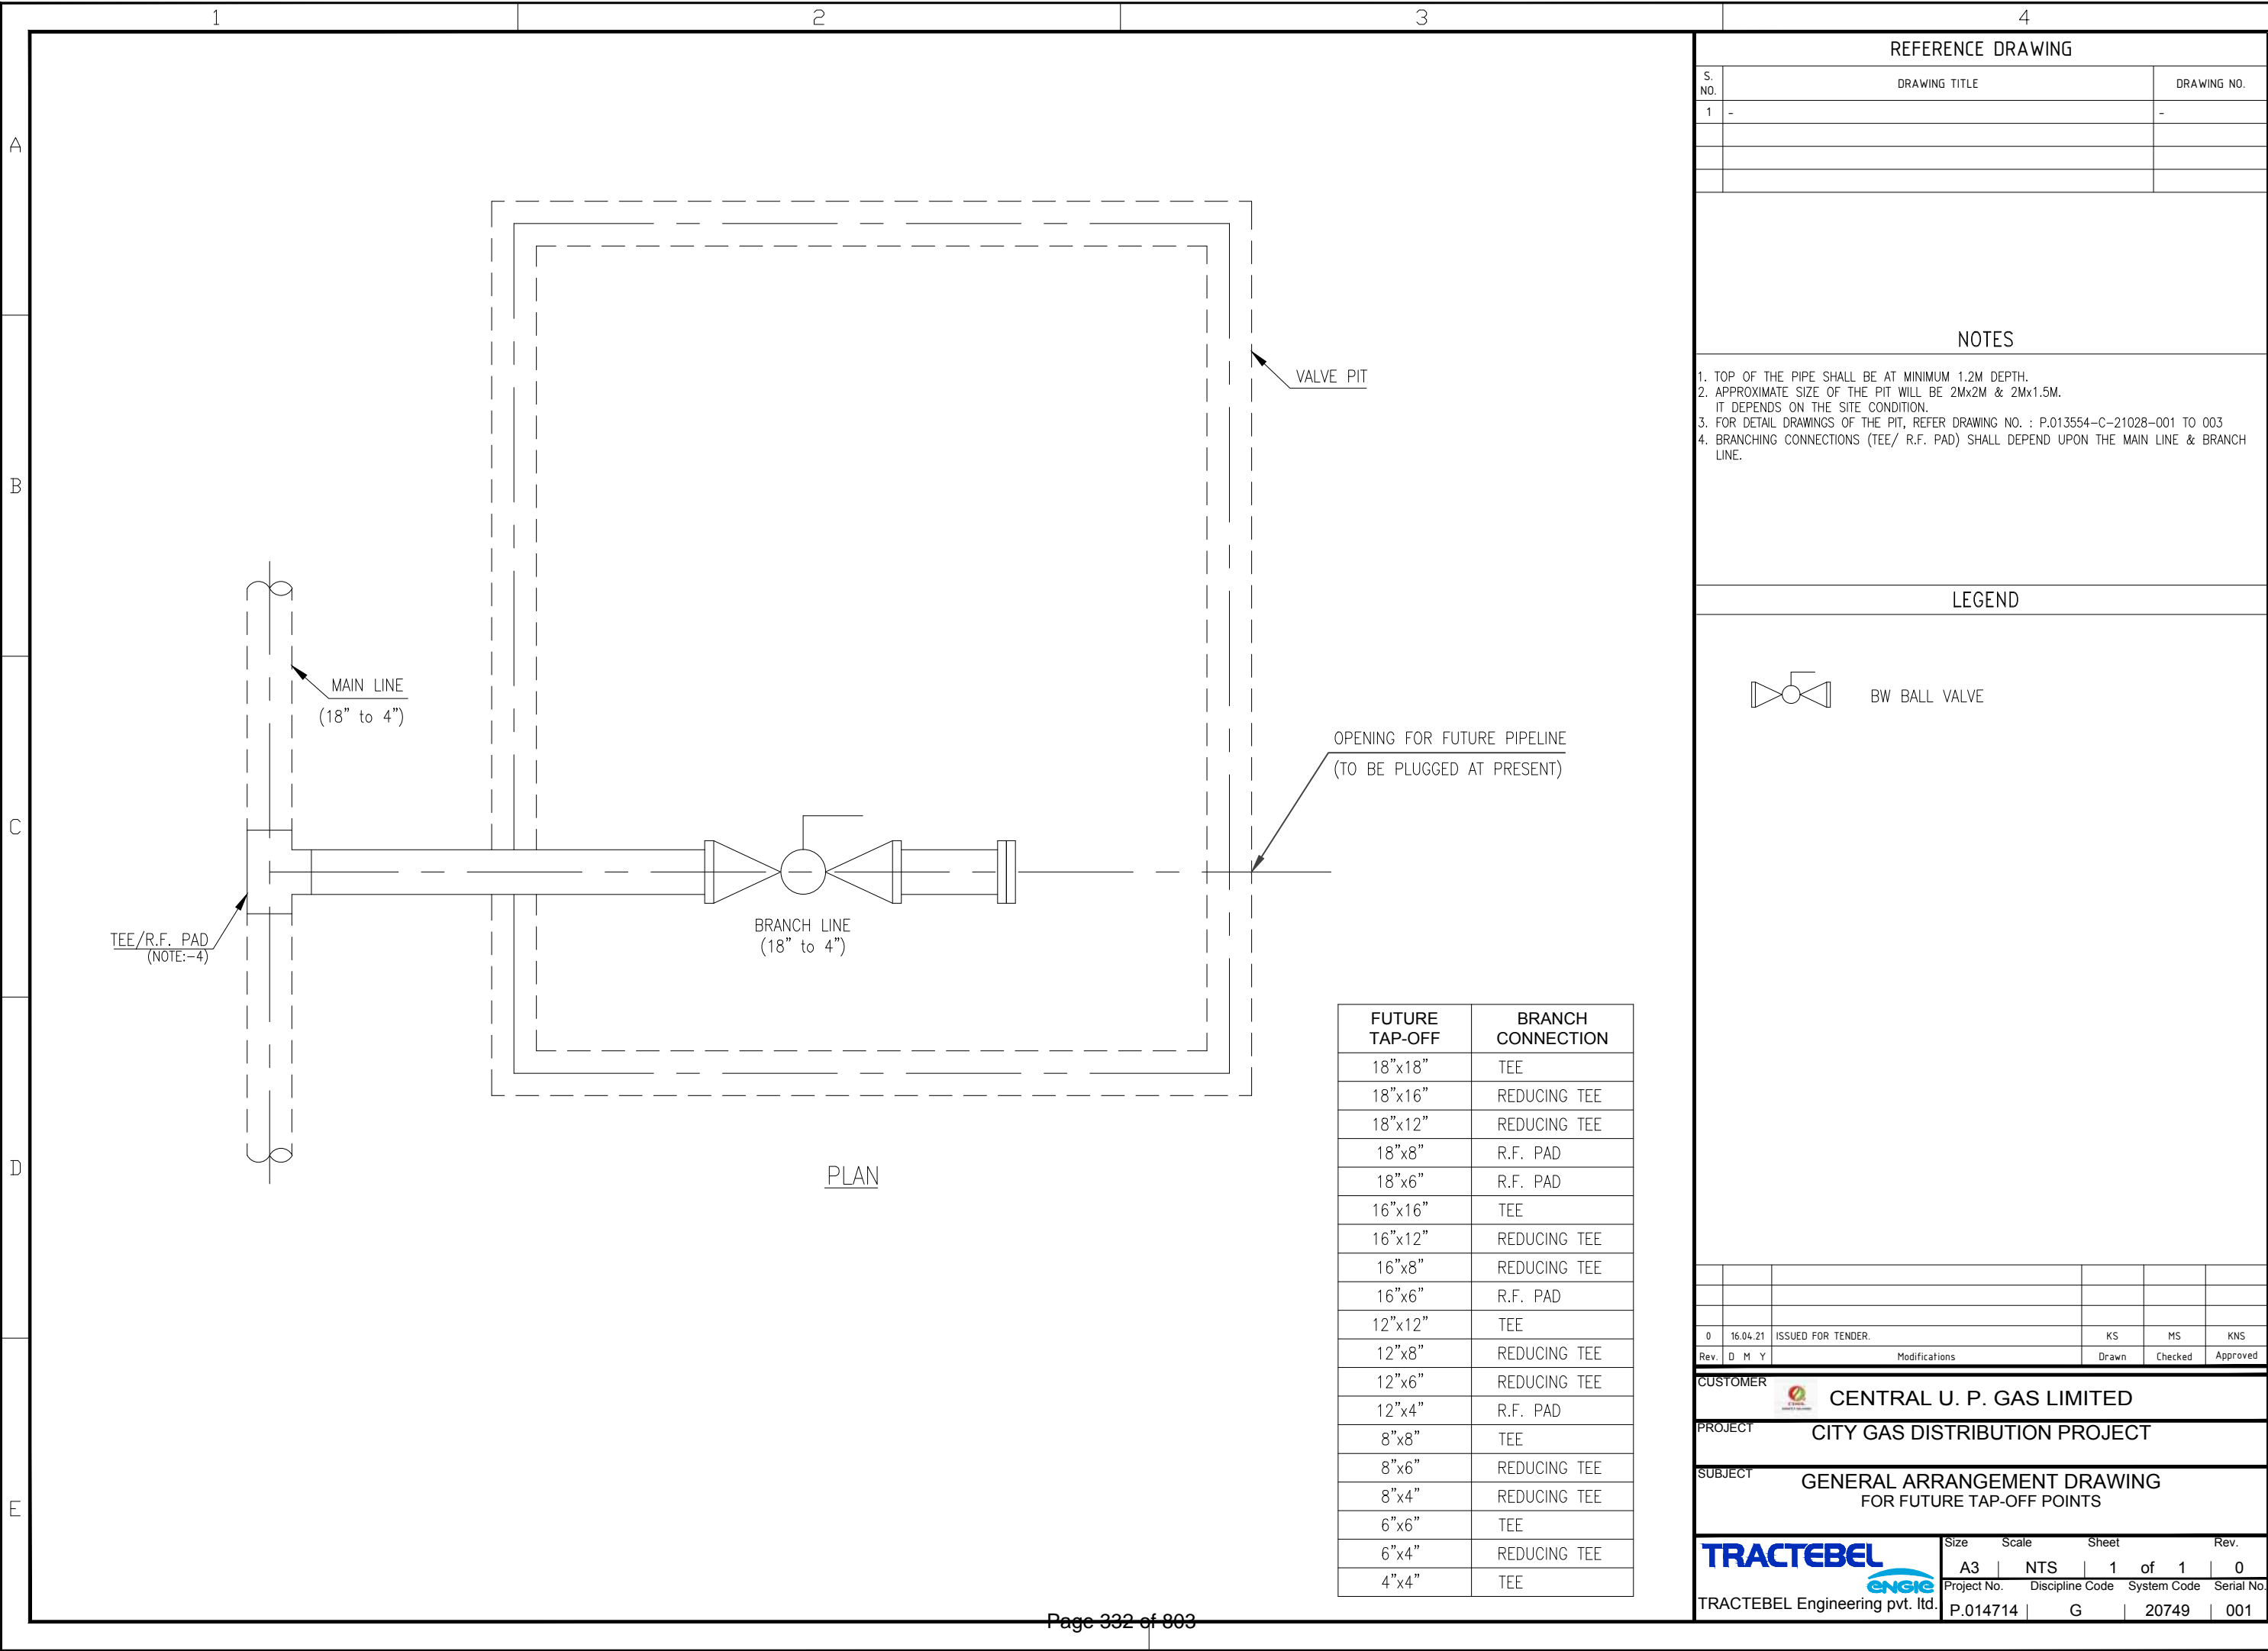 1
2
3
4
A
B
C
D
E
VALVE PIT
MAIN LINE
(18" to 4")
OPENING FOR FUTURE PIPELINE
(TO BE PLUGGED AT PRESENT)
TEE/R.F. PAD
(NOTE:-4)
BRANCH LINE
(18" to 4")
PLAN
FUTURE TAP-OFF BRANCH CONNECTION
18"x18" TEE
18"x16" REDUCING TEE
18"x12" REDUCING TEE
18"x8" R.F. PAD
18"x6" R.F. PAD
16"x16" TEE
16"x12" REDUCING TEE
16"x8" REDUCING TEE
16"x6" R.F. PAD
12"x12" TEE
12"x8" REDUCING TEE
12"x6" REDUCING TEE
12"x4" R.F. PAD
8"x8" TEE
8"x6" REDUCING TEE
8"x4" REDUCING TEE
6"x6" TEE
6"x4" REDUCING TEE
4"x4" TEE
REFERENCE DRAWING
S. NO. DRAWING TITLE DRAWING NO.
1 - -
NOTES
1. TOP OF THE PIPE SHALL BE AT MINIMUM 1.2M DEPTH.
2. APPROXIMATE SIZE OF THE PIT WILL BE 2Mx2M & 2Mx1.5M.
IT DEPENDS ON THE SITE CONDITION.
3. FOR DETAIL DRAWINGS OF THE PIT, REFER DRAWING NO. : P.013554-C-21028-001 TO 003
4. BRANCHING CONNECTIONS (TEE/ R.F. PAD) SHALL DEPEND UPON THE MAIN LINE & BRANCH
LINE.
LEGEND
BW BALL VALVE
0 16.04.21 ISSUED FOR TENDER. KS MS KNS
Rev. D M Y Modifications Drawn Checked Approved
CUSTOMER
CENTRAL U. P. GAS LIMITED
PROJECT
CITY GAS DISTRIBUTION PROJECT
SUBJECT
GENERAL ARRANGEMENT DRAWING
FOR FUTURE TAP-OFF POINTS
TRACTEBEL
ENGIE
TRACTEBEL Engineering pvt. ltd.
Size Scale Sheet Rev.
A3 | NTS | 1 of 1 | 0
Project No. Discipline Code System Code Serial No.
P.014714 | G | 20749 | 001
Page 332 of 803